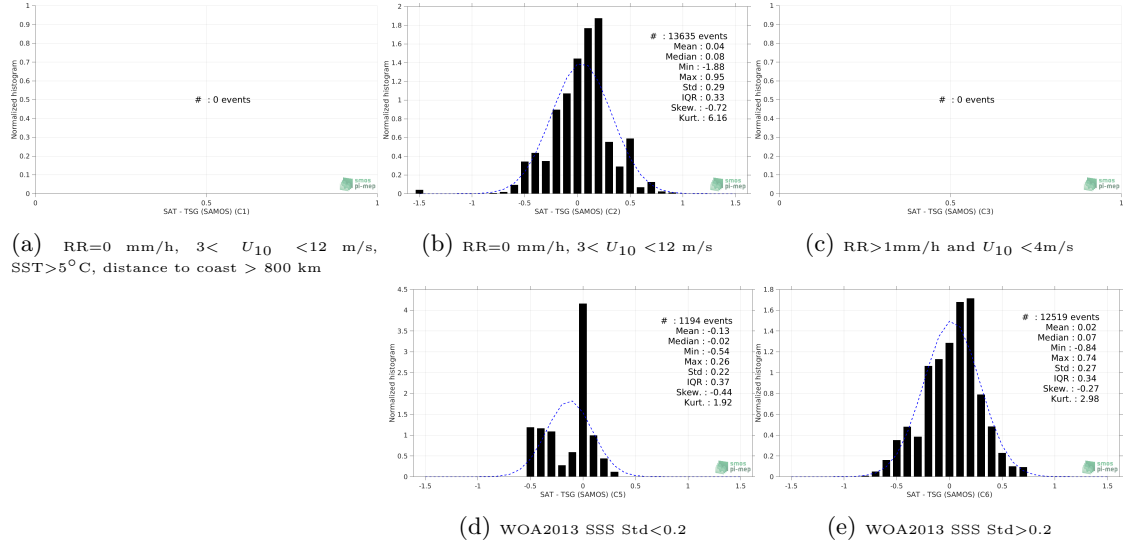 Normalized histogram
1
0.9
0.8
0.7
0.6
0.5
0.4
0.3
0.2
0.1
0
# : 0 events
0 0.5 1
SAT - TSG (SAMOS) (C1)
smos
pi-mep
(a) RR=0 mm/h, 3< U10 <12 m/s,
SST>5°C, distance to coast > 800 km
Normalized histogram
2
1.8
1.6
1.4
1.2
1
0.8
0.6
0.4
0.2
0
# : 13635 events
Mean : 0.04
Median : 0.08
Min : -1.88
Max : 0.95
Std : 0.29
IQR : 0.33
Skew. : -0.72
Kurt. : 6.16
-1.5 -1 -0.5 0 0.5 1 1.5
SAT - TSG (SAMOS) (C2)
smos
pi-mep
(b) RR=0 mm/h, 3< U10 <12 m/s
Normalized histogram
1
0.9
0.8
0.7
0.6
0.5
0.4
0.3
0.2
0.1
0
# : 0 events
0 0.5 1
SAT - TSG (SAMOS) (C3)
smos
pi-mep
(c) RR>1mm/h and U10 <4m/s
Normalized histogram
4.5
4
3.5
3
2.5
2
1.5
1
0.5
0
# : 1194 events
Mean : -0.13
Median : -0.02
Min : -0.54
Max : 0.26
Std : 0.22
IQR : 0.37
Skew. : -0.44
Kurt. : 1.92
-1.5 -1 -0.5 0 0.5 1 1.5
SAT - TSG (SAMOS) (C5)
smos
pi-mep
(d) WOA2013 SSS Std<0.2
Normalized histogram
1.8
1.6
1.4
1.2
1
0.8
0.6
0.4
0.2
0
# : 12519 events
Mean : 0.02
Median : 0.07
Min : -0.84
Max : 0.74
Std : 0.27
IQR : 0.34
Skew. : -0.27
Kurt. : 2.98
-1.5 -1 -0.5 0 0.5 1 1.5
SAT - TSG (SAMOS) (C6)
smos
pi-mep
(e) WOA2013 SSS Std>0.2